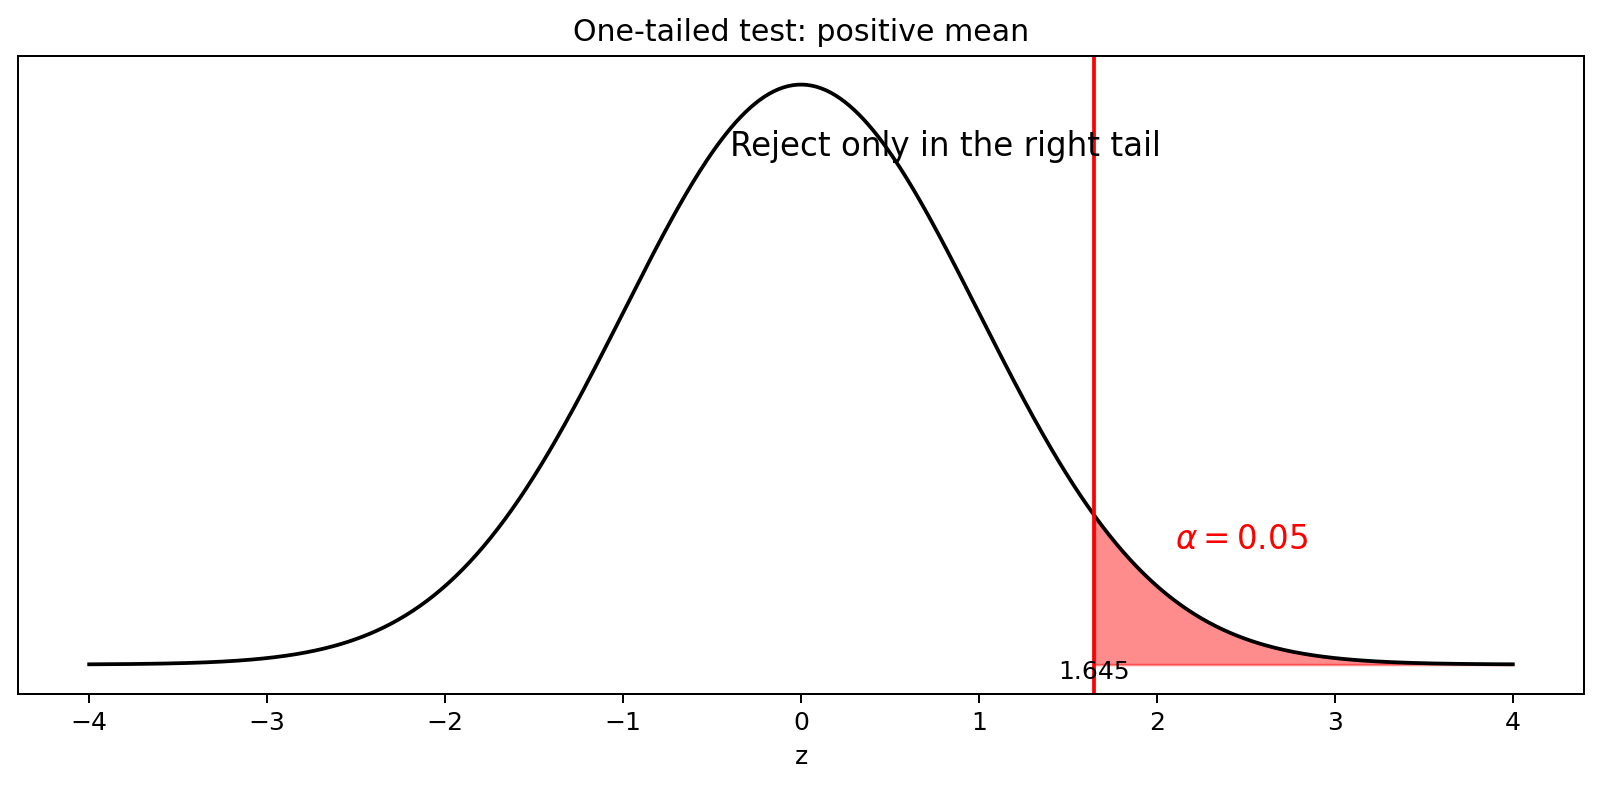 One-tailed test: positive mean
Reject only in the right tail
α = 0.05
1.645
−4 −3 −2 −1 0 1 2 3 4
z